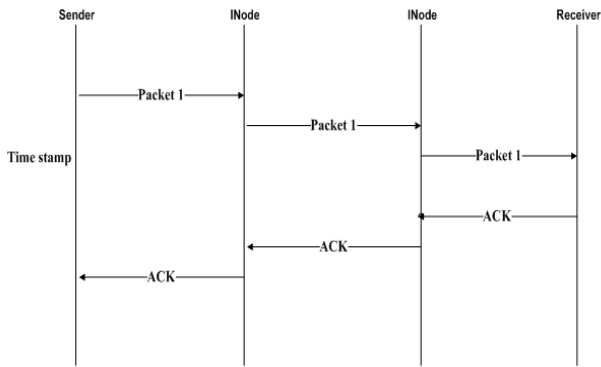 Sender INode INode Receiver
Packet 1
Packet 1
Time stamp Packet 1
ACK
ACK
ACK